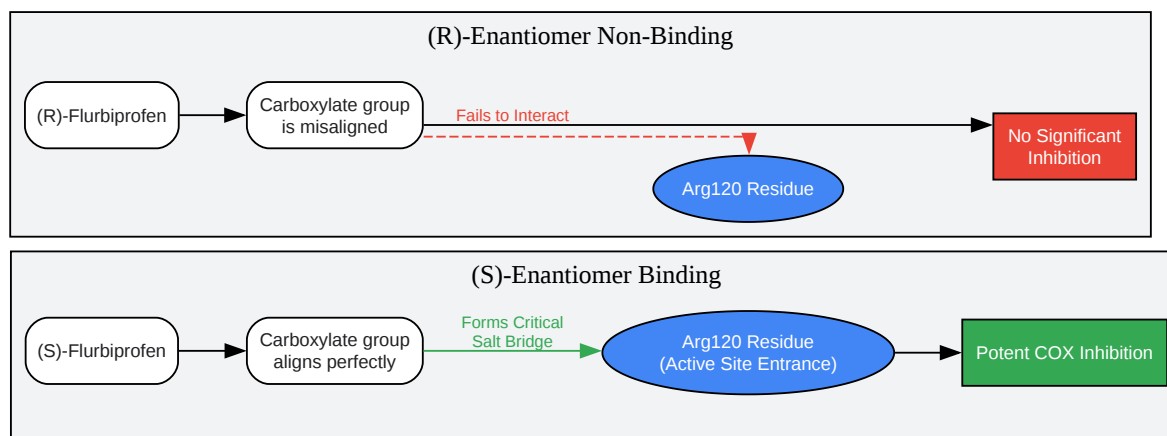 (R)-Enantiomer Non-Binding
(R)-Flurbiprofen
Carboxylate group
is misaligned
Fails to Interact
Arg120 Residue
No Significant
Inhibition
(S)-Enantiomer Binding
(S)-Flurbiprofen
Carboxylate group
aligns perfectly
Forms Critical
Salt Bridge
Arg120 Residue
(Active Site Entrance)
Potent COX Inhibition